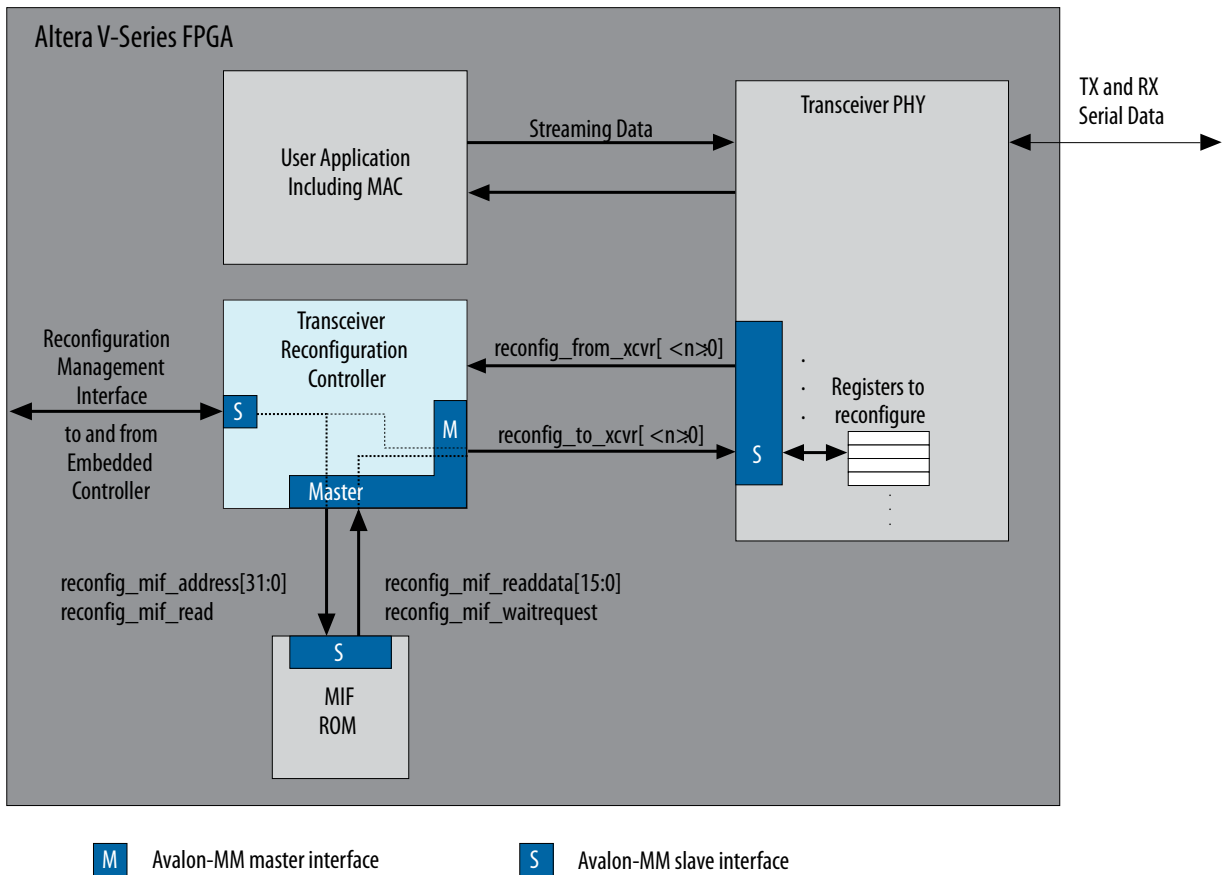 Altera V-Series FPGA
TX and RX
Serial Data
Transceiver PHY
Streaming Data
User Application
Including MAC
Transceiver
Reconfiguration
Controller
Reconfiguration
Management
Interface
to and from
Embedded
Controller
S
M
Master
reconfig_from_xcvr[ <n>:0]
reconfig_to_xcvr[ <n>:0]
Registers to
reconfigure
S
reconfig_mif_address[31:0]
reconfig_mif_read
reconfig_mif_readdata[15:0]
reconfig_mif_waitrequest
S
MIF
ROM
M Avalon-MM master interface
S Avalon-MM slave interface